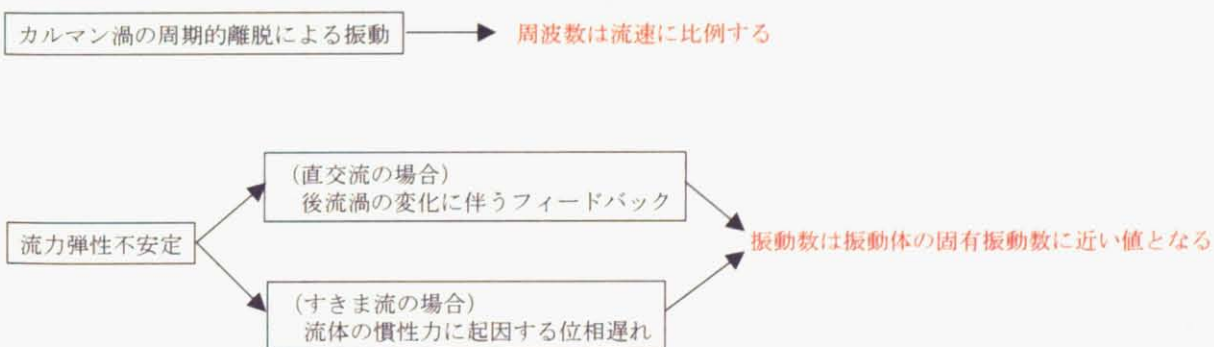 カルマン渦の周期的離脱による振動
周波数は流速に比例する
(直交流の場合)
後流渦の変化に伴うフィードバック
流力弾性不安定
振動数は振動体の固有振動数に近い値となる
(すきま流の場合)
流体の慣性力に起因する位相遅れ